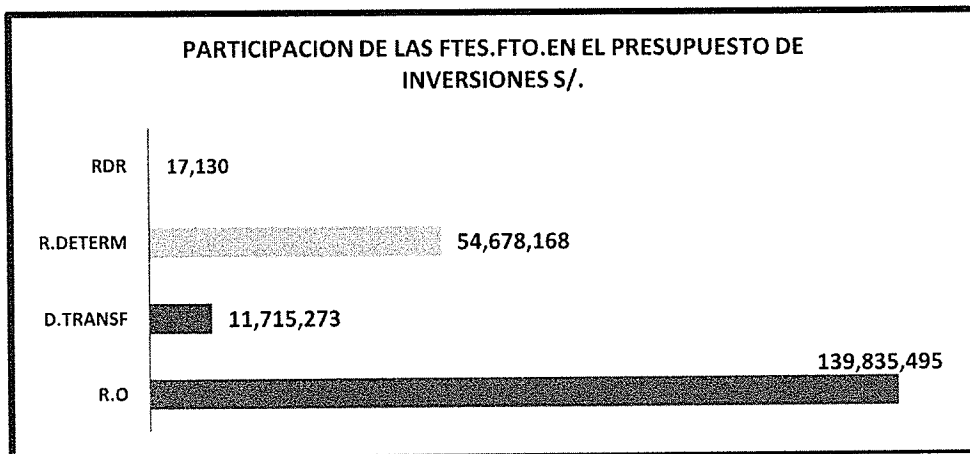 PARTICIPACION DE LAS FTES.FTO.EN EL PRESUPUESTO DE
INVERSIONES S/.
RDR 17,130
R.DETERM 54,678,168
D.TRANSF 11,715,273
139,835,495
R.O